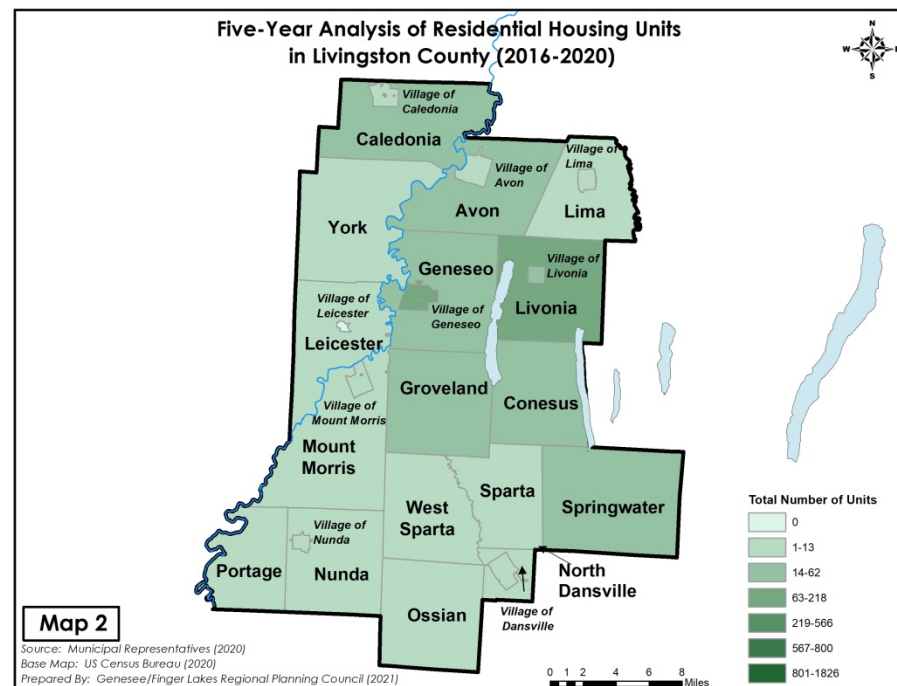 Five-Year Analysis of Residential Housing Units
in Livingston County (2016-2020)
N
W
E
S
Village of
Caledonia
Caledonia
Village of
Avon
Avon
Village of
Lima
Lima
York
Geneseo
Village of
Geneseo
Village of
Livonia
Livonia
Village of
Leicester
Leicester
Groveland
Conesus
Village of
Mount Morris
Mount
Morris
West
Sparta
Sparta
Springwater
Village of
Nunda
Portage
Nunda
North
Dansville
Village of
Dansville
Ossian
Total Number of Units
0
1-13
14-62
63-218
219-566
567-800
801-1826
Map 2
Source: Municipal Representatives (2020)
Base Map: US Census Bureau (2020)
Prepared By: Genesee/Finger Lakes Regional Planning Council (2021)
0 1 2 4 6 8
Miles